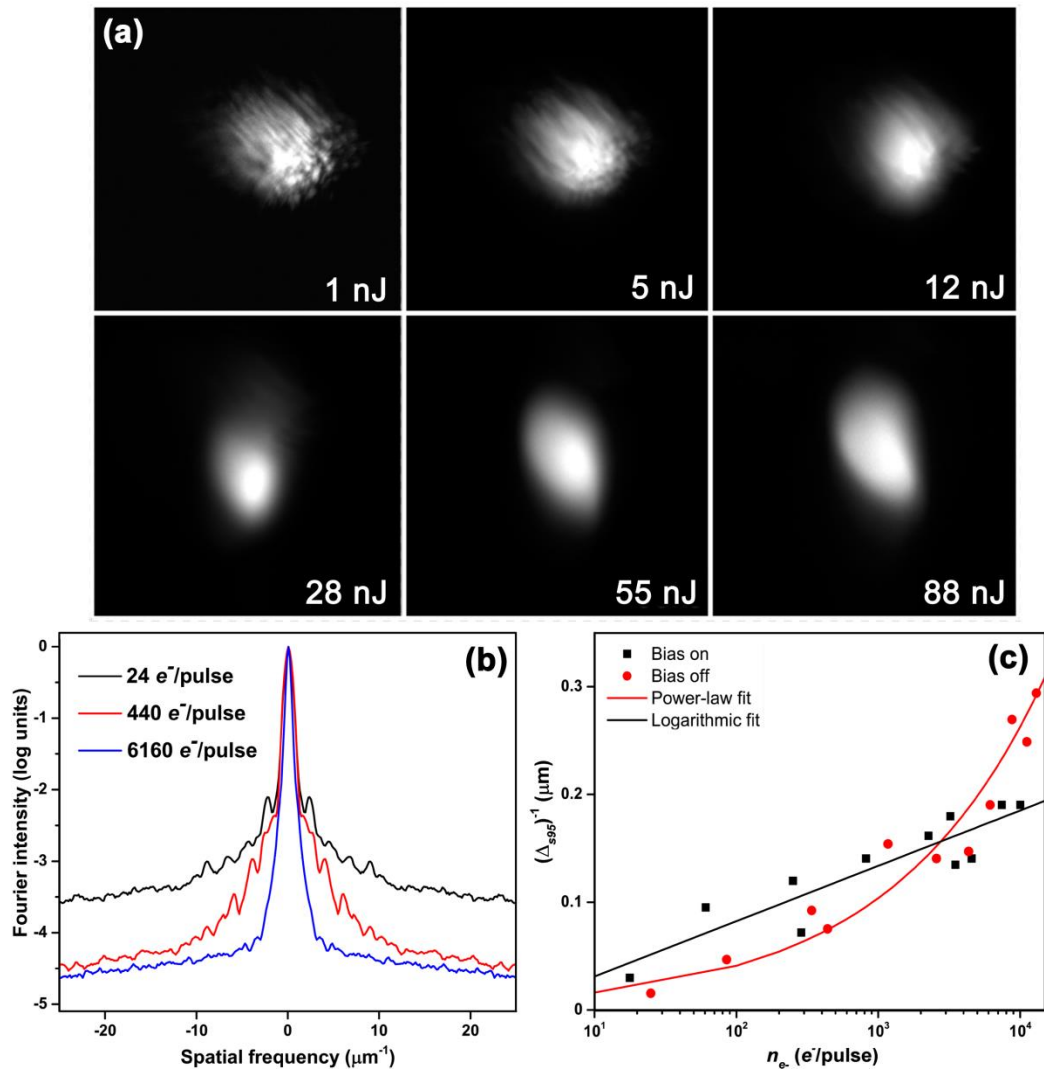 (a)
1 nJ
5 nJ
12 nJ
28 nJ
55 nJ
88 nJ
(b)
24 e⁻/pulse
440 e⁻/pulse
6160 e⁻/pulse
0
-1
-2
-3
-4
-5
Fourier intensity (log units)
-20
-10
0
10
20
Spatial frequency (μm⁻¹)
(c)
Bias on
Bias off
Power-law fit
Logarithmic fit
0.3
0.2
0.1
0
(Δs95)⁻¹ (μm)
10¹
10²
10³
10⁴
ne- (e⁻/pulse)